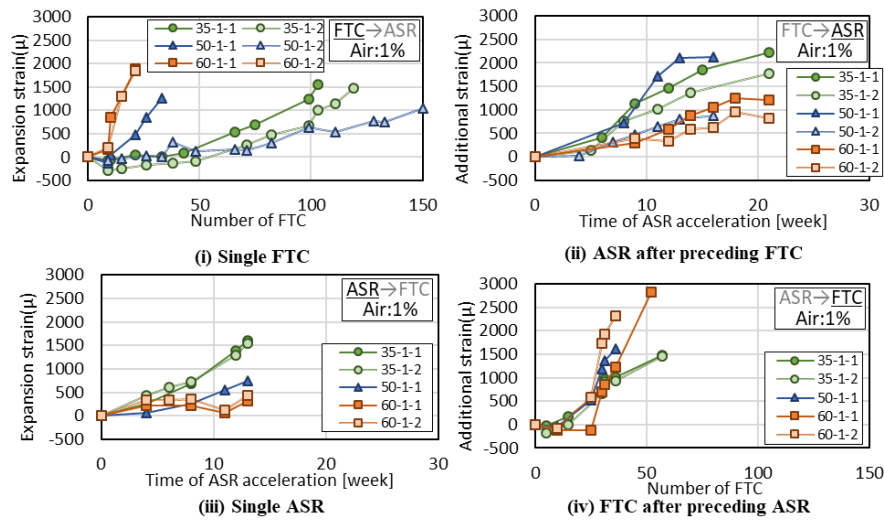 Expansion strain(μ)
3000
2500
2000
1500
1000
500
0
-500
35-1-1 35-1-2
50-1-1 50-1-2
60-1-1 60-1-2
FTC→ASR
Air:1%
0 50 100 150
Number of FTC
(i) Single FTC
Additional strain(μ)
3000
2500
2000
1500
1000
500
0
-500
FTC→ASR
Air:1%
35-1-1
35-1-2
50-1-1
50-1-2
60-1-1
60-1-2
0 10 20 30
Time of ASR acceleration [week]
(ii) ASR after preceding FTC
Expansion strain(μ)
3000
2500
2000
1500
1000
500
0
-500
ASR→FTC
Air:1%
35-1-1
35-1-2
50-1-1
60-1-1
60-1-2
0 10 20 30
Time of ASR acceleration [week]
(iii) Single ASR
Additional strain(μ)
3000
2500
2000
1500
1000
500
0
-500
ASR→FTC
Air:1%
35-1-1
35-1-2
50-1-1
60-1-1
60-1-2
0 50 100 150
Number of FTC
(iv) FTC after preceding ASR